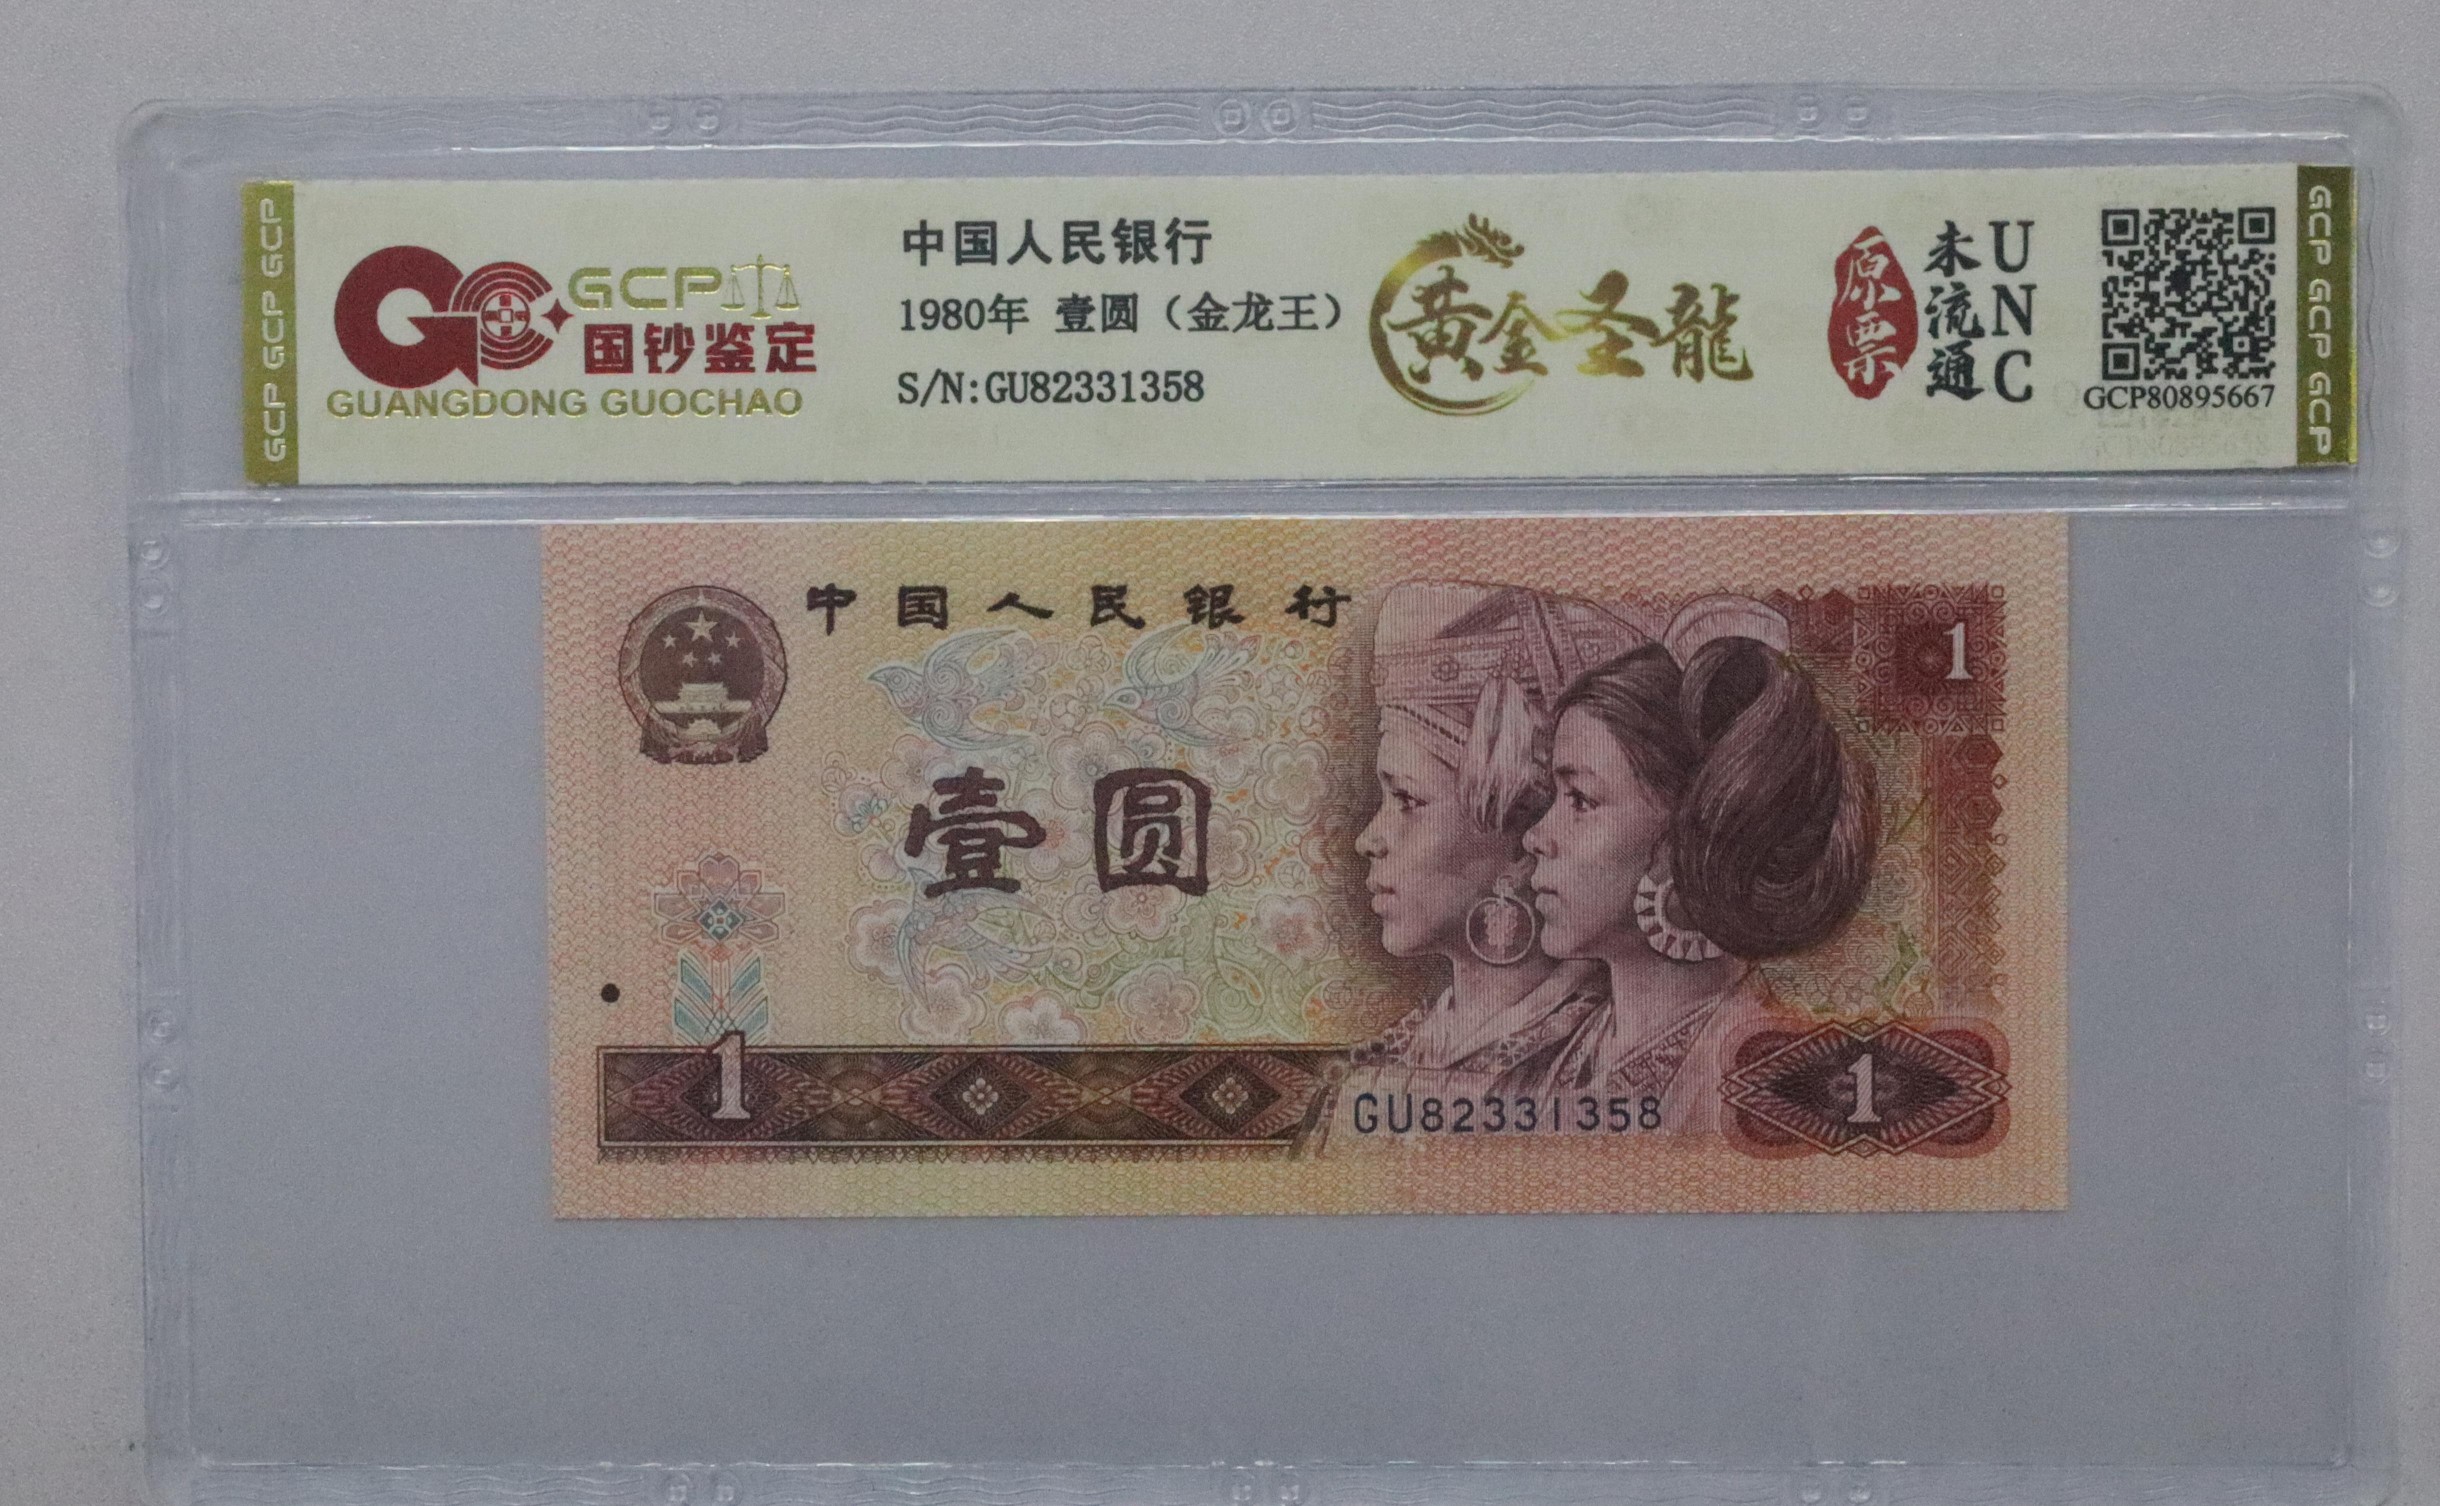 GCP GCP GCP
GCP
国钞鉴定
GUANGDONG GUOCHAO
中国人民银行
1980年 壹圆（金龙王）
S/N:GU82331358
黄金圣龍
原票
未流通
UNC
GCP80895667
GCP GCP GCP
中国人民银行
1
壹圆
1
GU82331358
1